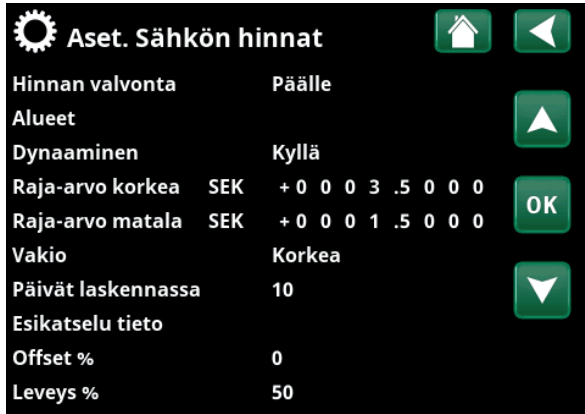 Aset. Sähkön hinnat
Hinnan valvonta Päälle
Alueet
Dynaaminen Kyllä
Raja-arvo korkea SEK +0 0 0 3 .5 0 0 0
OK
Raja-arvo matala SEK +0 0 0 1 .5 0 0 0
Vakio Korkea
Päivät laskennassa 10
Esikatselu tieto
Offset % 0
Leveys % 50